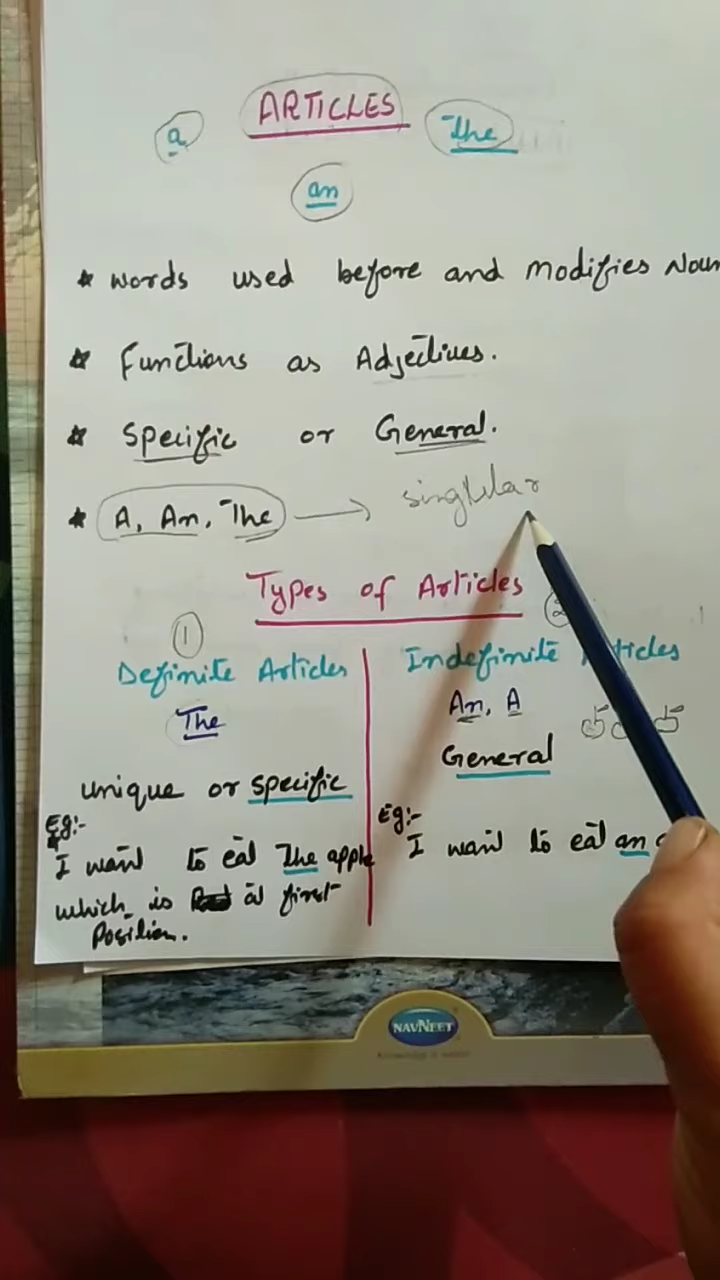 ARTICLES
a
The
an
* words used before and modifies Noun
* Functions as Adjectives.
* Specific or General.
* A, An, The → singular
Types of Articles
1
2
Definite Articles
Indefinite Articles
The
An, A
unique or specific
General
Eg:-
I want to eat The apple
which is at first
Position.
Eg:-
I want to eat an
NAVNEET